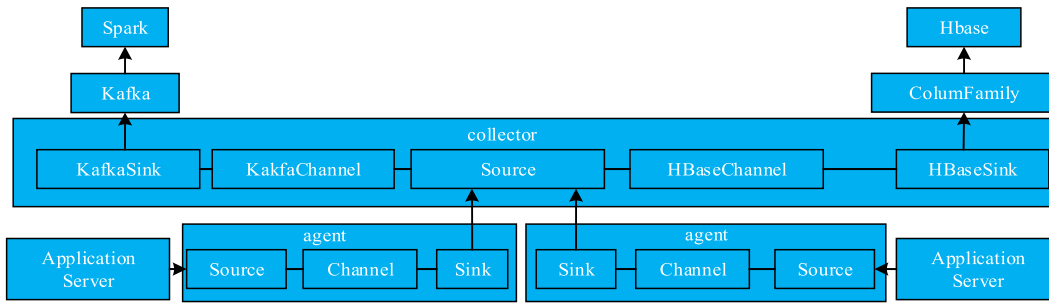 Spark
Hbase
Kafka
ColumFamily
collector
KafkaSink
KakfaChannel
Source
HBaseChannel
HBaseSink
agent
agent
Application
Server
Source
Channel
Sink
Sink
Channel
Source
Application
Server